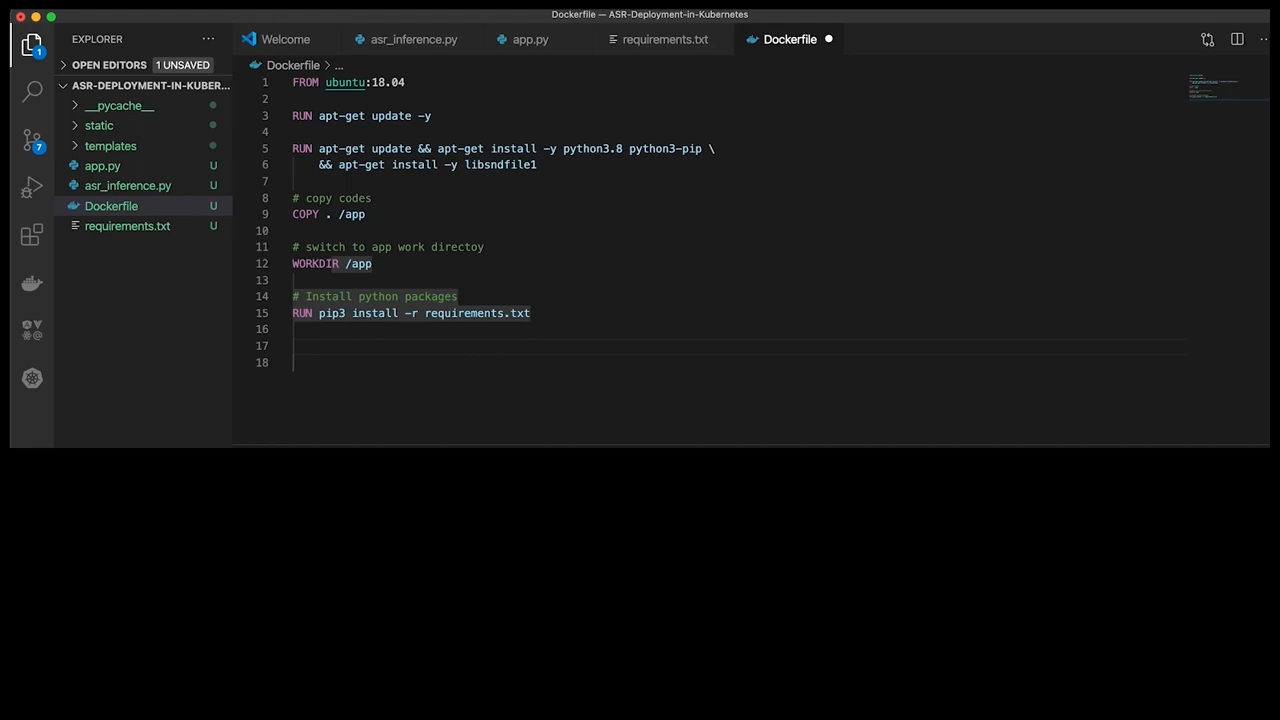 Dockerfile — ASR-Deployment-in-Kubernetes
EXPLORER
Welcome
asr_inference.py
app.py
requirements.txt
Dockerfile
OPEN EDITORS
1 UNSAVED
ASR-DEPLOYMENT-IN-KUBER...
__pycache__
static
templates
app.py U
asr_inference.py U
Dockerfile U
requirements.txt U
1
7
Dockerfile > ...
1 FROM ubuntu:18.04
2
3 RUN apt-get update -y
4
5 RUN apt-get update && apt-get install -y python3.8 python3-pip \
6 && apt-get install -y libsndfile1
7
8 # copy codes
9 COPY . /app
10
11 # switch to app work directoy
12 WORKDIR /app
13
14 # Install python packages
15 RUN pip3 install -r requirements.txt
16
17
18